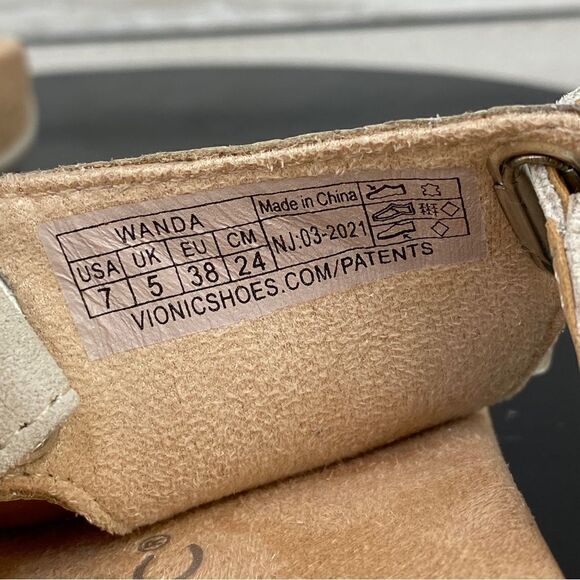 WANDA
USA UK EU CM
7 5 38 24
Made in China
NJ:03-2021
VIONICSHOES.COM/PATENTS
®
C